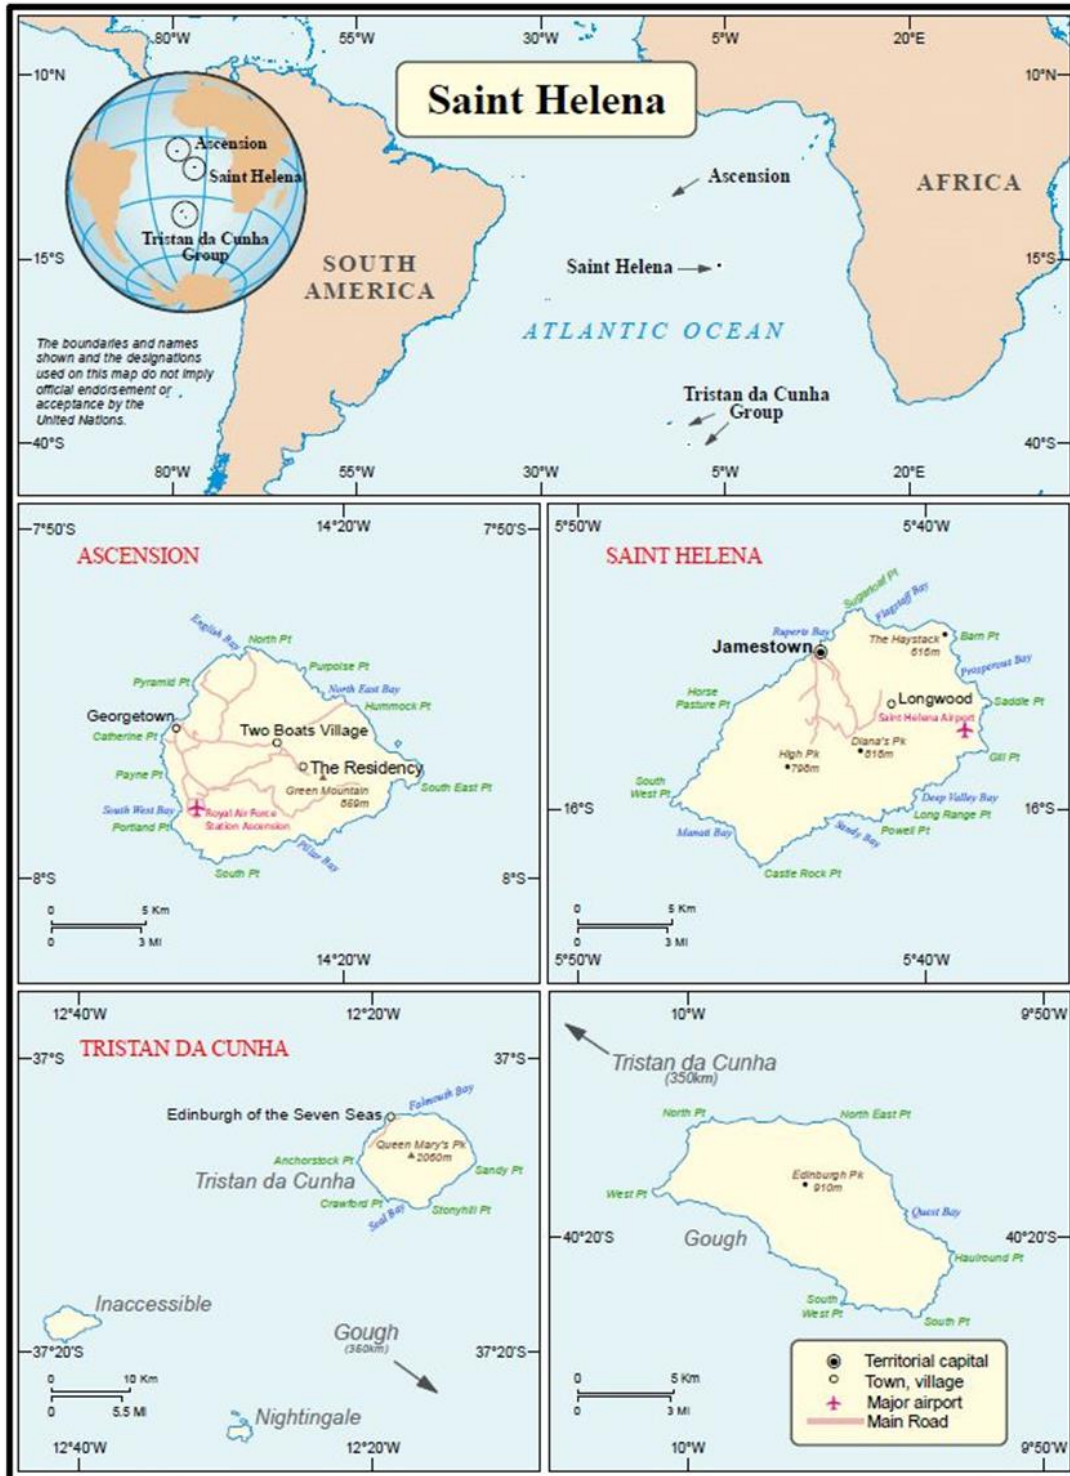 80°W 55°W 30°W 5°W 20°E
10°N 10°N
Saint Helena
Ascension
Saint Helena
Tristan da Cunha
Group
Ascension
AFRICA
15°S 15°S
SOUTH
AMERICA
Saint Helena
ATLANTIC OCEAN
The boundaries and names
shown and the designations
used on this map do not imply
official endorsement or
acceptance by the
United Nations.
Tristan da Cunha
Group
40°S 40°S
80°W 55°W 30°W 5°W 20°E
14°20'W
7°50'S 7°50'S
ASCENSION
English Bay
North Pt
Purpoise Pt
Pyramid Pt
North East Bay
Hummock Pt
Georgetown
Catherine Pt
Two Boats Village
The Residency
Payne Pt
Green Mountain
859m
South East Pt
South West Bay
Royal Air Force
Station Ascension
Portland Pt
Pillar Bay
South Pt
8°S 8°S
0 5 Km
0 3 Mi
14°20'W
5°50'W 5°40'W
SAINT HELENA
Sugarloaf Pt
Flagstaff Bay
Ruperts Bay
The Haystack
616m
Barn Pt
Jamestown
Prosperous Bay
Horse
Pasture Pt
Longwood
Saddle Pt
Saint Helena Airport
Diana's Pk
818m
High Pk
798m
Gill Pt
South
West Pt
Deep Valley Bay
16°S 16°S
Long Range Pt
Manati Bay
Sandy Bay
Powell Pt
Castle Rock Pt
0 5 Km
0 3 Mi
5°50'W 5°40'W
12°40'W 12°20'W
37°S 37°S
TRISTAN DA CUNHA
Falmouth Bay
Edinburgh of the Seven Seas
Queen Mary's Pk
2060m
Anchorstock Pt
Sandy Pt
Tristan da Cunha
Crawford Pt
Seal Bay
Stonyhill Pt
Inaccessible
Gough
(360km)
37°20'S 37°20'S
0 10 Km
0 5.5 Mi
Nightingale
12°40'W 12°20'W
10°W 9°50'W
Tristan da Cunha
(350km)
North Pt
North East Pt
Edinburgh Pk
910m
West Pt
Quest Bay
40°20'S 40°20'S
Gough
Haulround Pt
South
West Pt
South Pt
0 5 Km
0 3 Mi
Territorial capital
Town, village
Major airport
Main Road
10°W 9°50'W